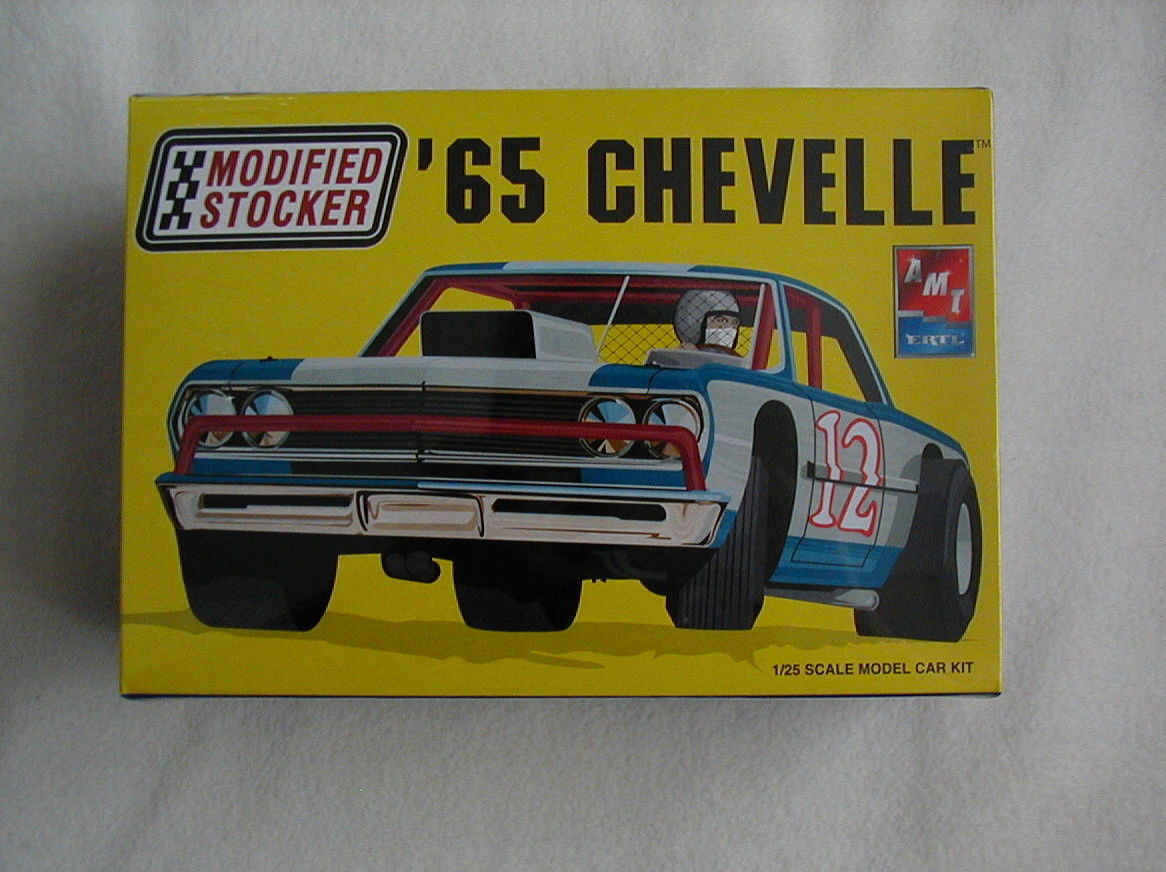 MODIFIED
STOCKER
'65 CHEVELLE™
AMT
ERTL
12
1/25 SCALE MODEL CAR KIT